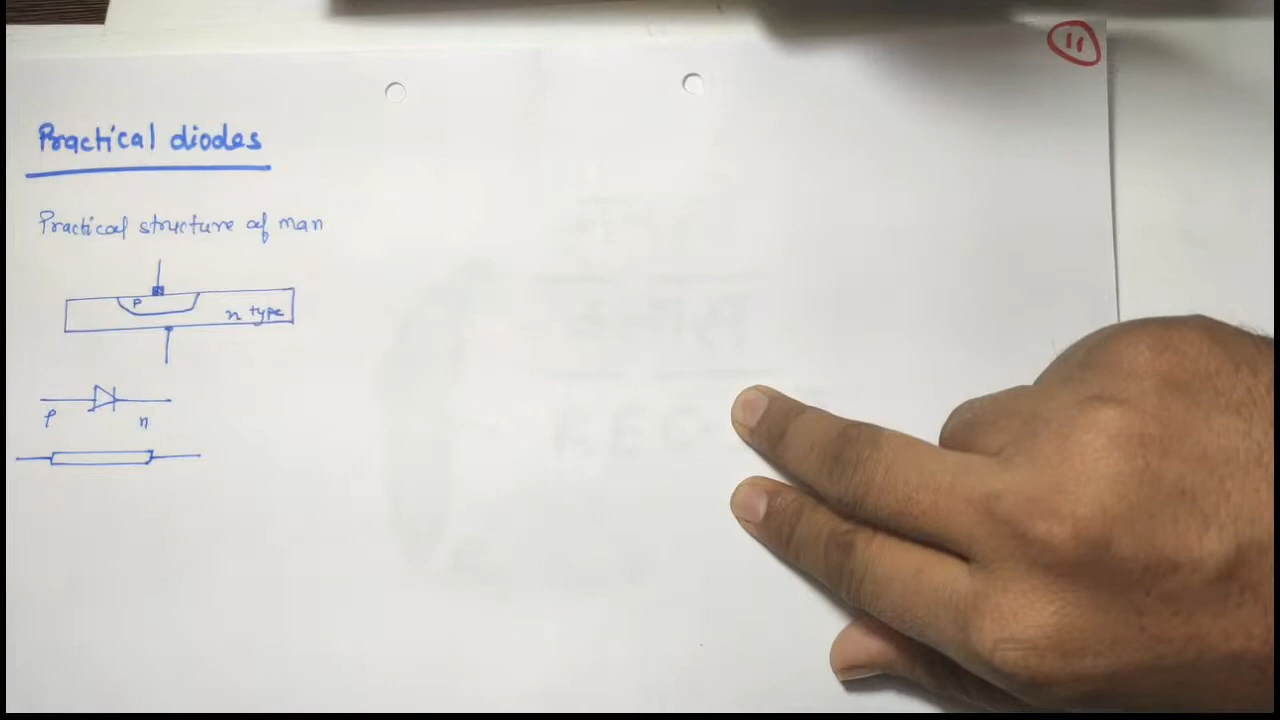 11
Practical diodes
Practical structure of man
P
n type
p n